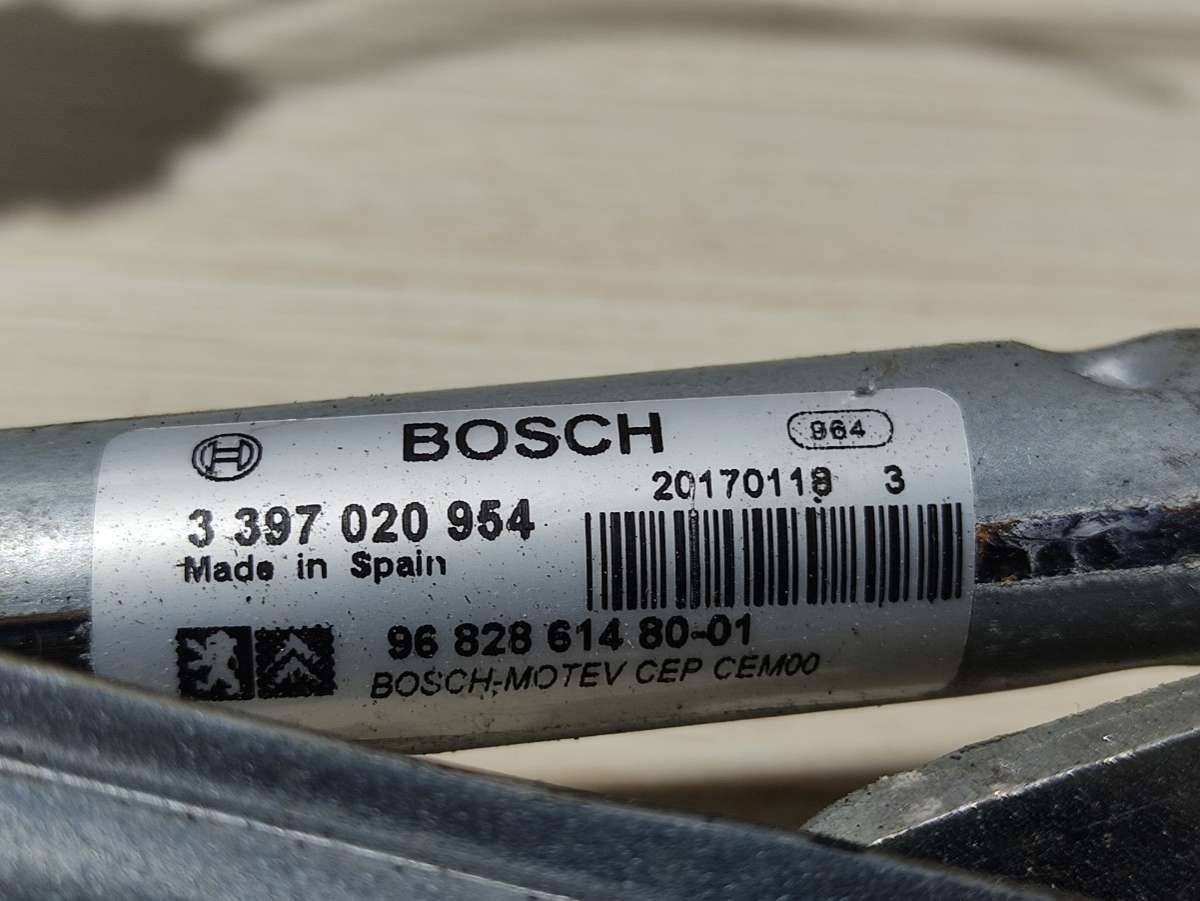 BOSCH 964
20170118 3
3 397 020 954
Made in Spain
96 828 614 80-01
BOSCH-MOTEV CEP CEM00